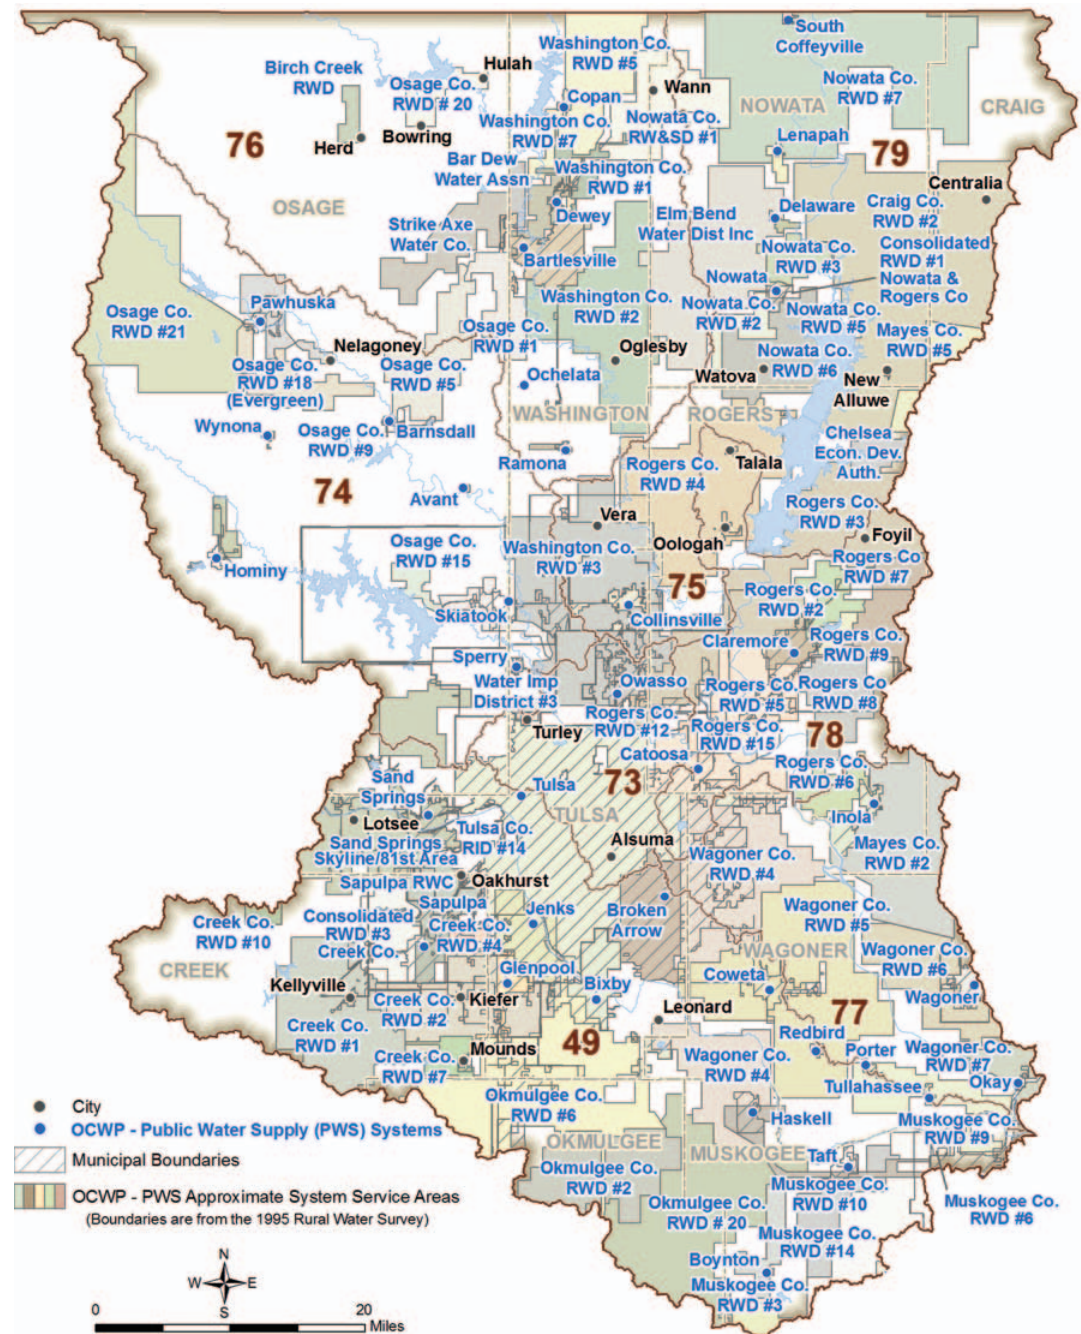 South
Coffeyville
Washington Co.
RWD #5
Hulah
Birch Creek
RWD
Osage Co.
RWD # 20
Wann
Nowata Co.
RWD #7
NOWATA
CRAIG
Copan
Washington Co.
RWD #7
Nowata Co.
RW&SD #1
76
Herd
Bowring
Lenapah
79
Bar Dew
Water Assn
Washington Co.
RWD #1
Centralia
OSAGE
Dewey
Delaware
Craig Co.
RWD #2
Strike Axe
Water Co.
Elm Bend
Water Dist Inc
Bartlesville
Nowata Co.
RWD #3
Consolidated
RWD #1
Nowata &
Rogers Co
Nowata
Osage Co.
RWD #21
Pawhuska
Washington Co.
RWD #2
Nowata Co.
RWD #2
Nowata Co.
RWD #5
Mayes Co.
RWD #5
Osage Co.
RWD #1
Nelagoney
Oglesby
Nowata Co.
RWD #6
Osage Co.
RWD #18
(Evergreen)
Osage Co.
RWD #5
Watova
New
Alluwe
Ochelata
WASHINGTON
ROGERS
Wynona
Osage Co.
RWD #9
Barnsdall
Chelsea
Econ. Dev.
Auth.
Ramona
Rogers Co.
RWD #4
Talala
74
Avant
Rogers Co.
RWD #3
Vera
Oologah
Foyil
Osage Co.
RWD #15
Washington Co.
RWD #3
Hominy
Rogers Co
RWD #7
75
Rogers Co.
RWD #2
Skiatook
Collinsville
Claremore
Rogers Co.
RWD #9
Sperry
Water Imp
District #3
Owasso
Rogers Co.
RWD #5
Rogers Co
RWD #8
Rogers Co.
RWD #12
Turley
Rogers Co.
RWD #15
78
Catoosa
Rogers Co.
RWD #6
Sand
Springs
73
Tulsa
TULSA
Inola
Lotsee
Tulsa Co.
RID #14
Alsuma
Sand Springs
Skyline/81st Area
Mayes Co.
RWD #2
Wagoner Co.
RWD #4
Sapulpa RWC
Oakhurst
Sapulpa
Jenks
Broken
Arrow
Wagoner Co.
RWD #5
Creek Co.
RWD #10
Consolidated
RWD #3
Creek Co.
Creek Co.
RWD #4
WAGONER
Wagoner Co.
RWD #6
CREEK
Glenpool
Coweta
Kellyville
Kiefer
Bixby
Wagoner
Creek Co.
RWD #2
Leonard
77
Creek Co.
RWD #1
49
Redbird
Mounds
Creek Co.
RWD #7
Wagoner Co.
RWD #4
Porter
Wagoner Co.
RWD #7
Okay
Tullahassee
Okmulgee Co.
RWD #6
Haskell
Muskogee Co.
RWD #9
OKMULGEE
MUSKOGEE
Taft
Okmulgee Co.
RWD #2
Muskogee Co.
RWD #10
Okmulgee Co.
RWD # 20
Muskogee Co.
RWD #6
Muskogee Co.
RWD #14
Boynton
Muskogee Co.
RWD #3
City
OCWP - Public Water Supply (PWS) Systems
Municipal Boundaries
OCWP - PWS Approximate System Service Areas
(Boundaries are from the 1995 Rural Water Survey)
N
W E
S
0 20
Miles